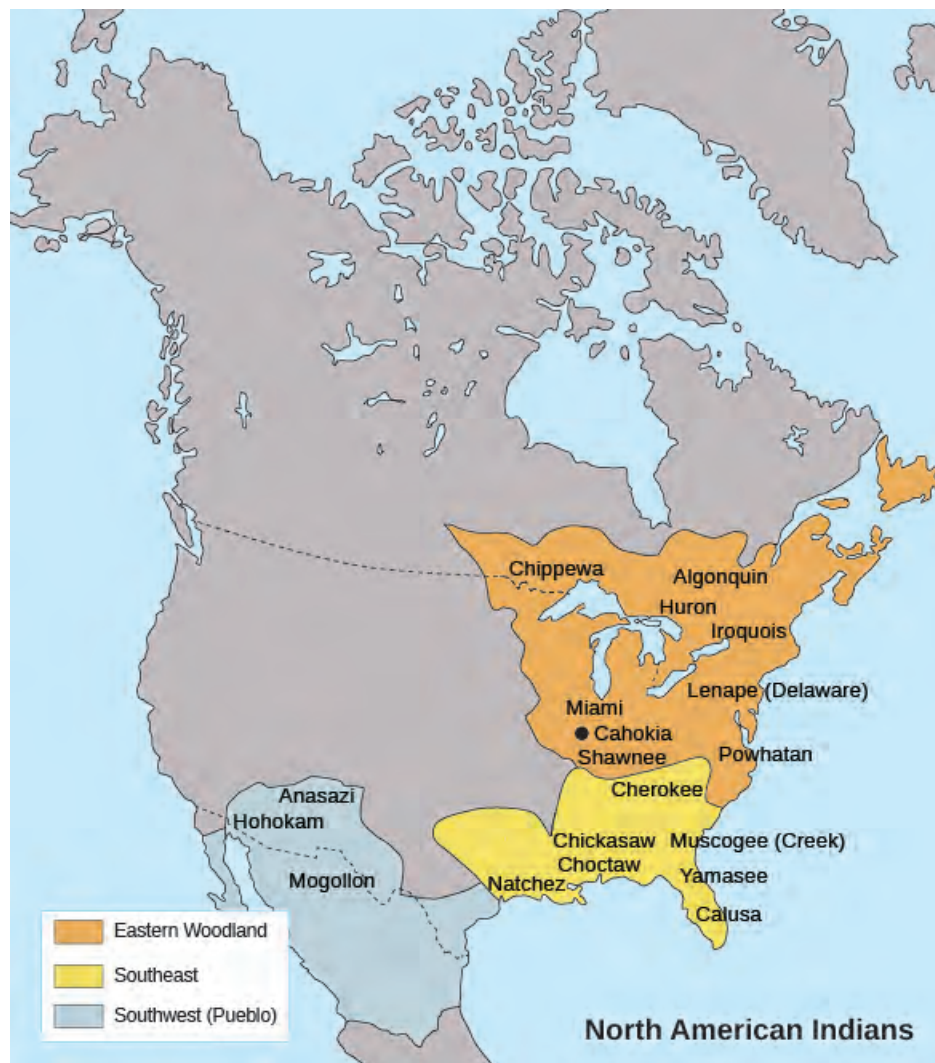 Chippewa
Algonquin
Huron
Iroquois
Lenape (Delaware)
Miami
Cahokia
Shawnee
Powhatan
Cherokee
Anasazi
Hohokam
Chickasaw
Muscogee (Creek)
Choctaw
Mogollon
Natchez
Yamasee
Calusa
Eastern Woodland
Southeast
Southwest (Pueblo)
North American Indians